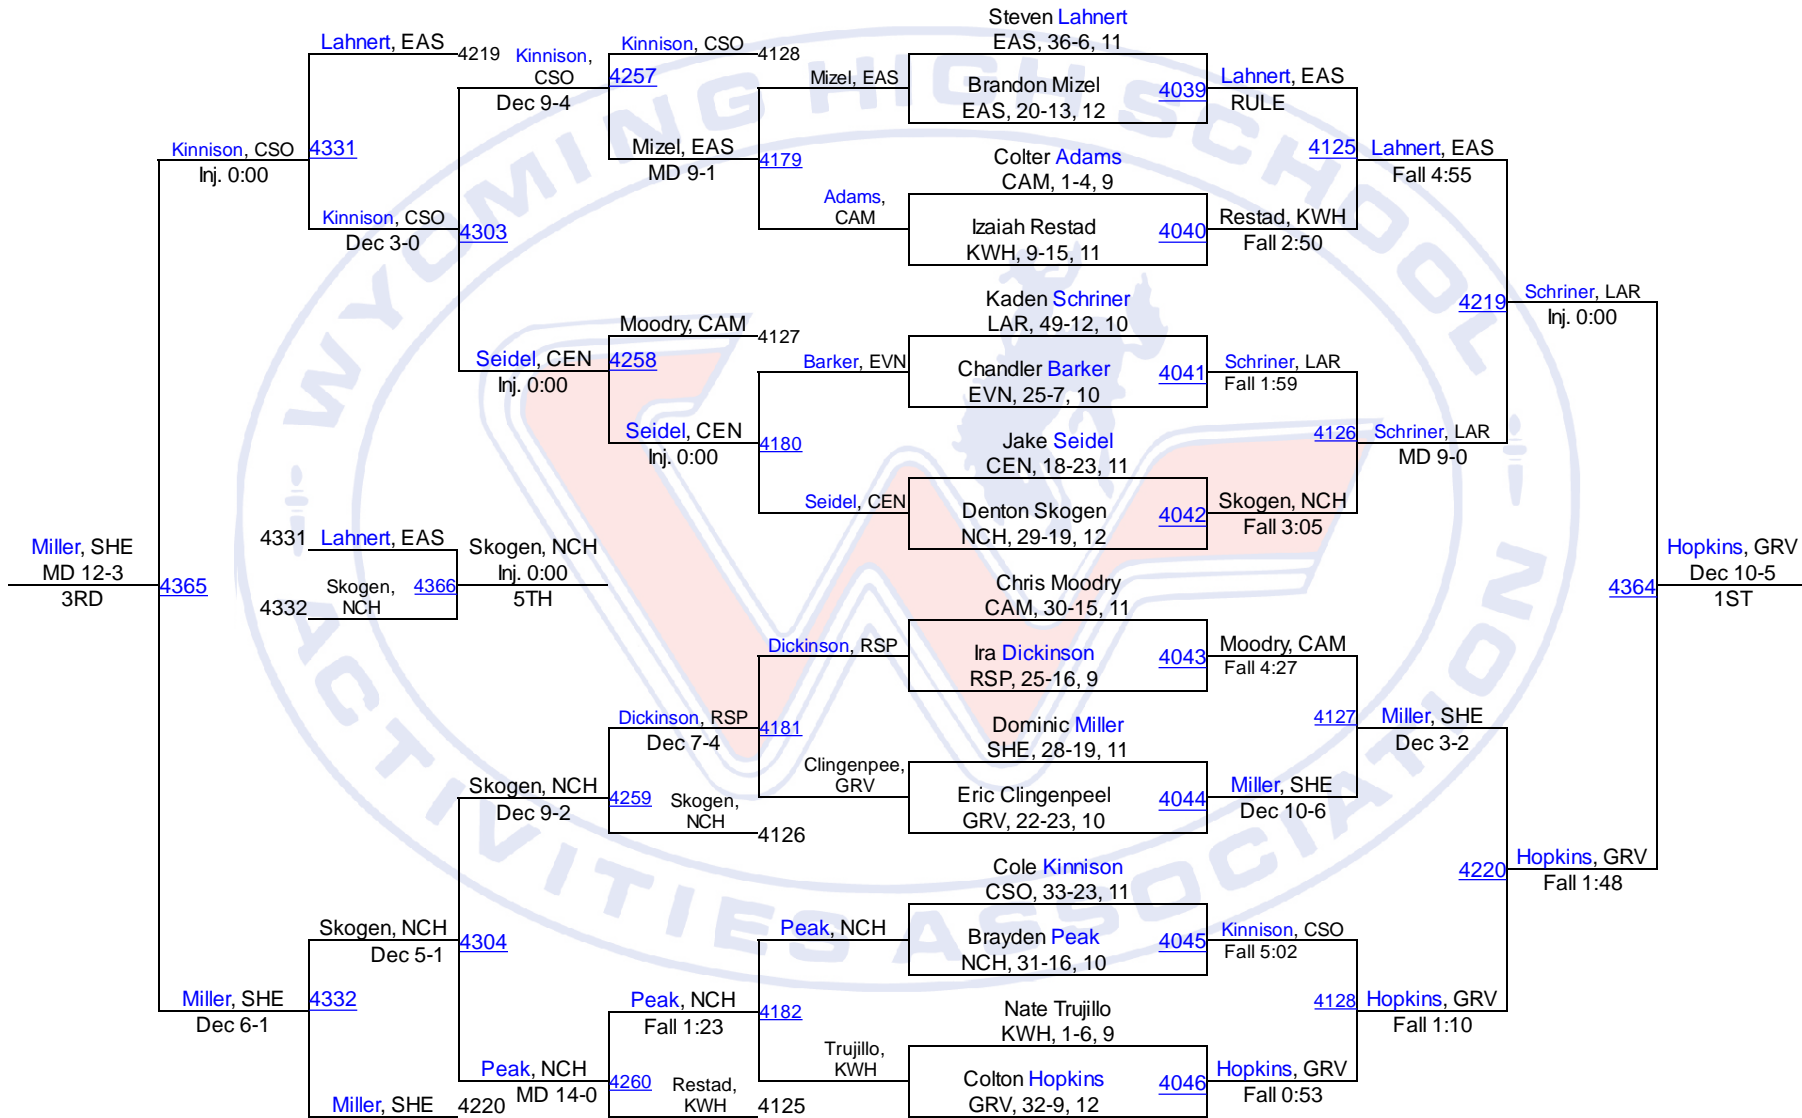 Steven Lahnert
EAS, 36-6, 11
Brandon Mizel
EAS, 20-13, 12
Colter Adams
CAM, 1-4, 9
Izaiah Restad
KWH, 9-15, 11
Kaden Schriner
LAR, 49-12, 10
Chandler Barker
EVN, 25-7, 10
Jake Seidel
CEN, 18-23, 11
Denton Skogen
NCH, 29-19, 12
Chris Moodry
CAM, 30-15, 11
Ira Dickinson
RSP, 25-16, 9
Dominic Miller
SHE, 28-19, 11
Eric Clingenpeel
GRV, 22-23, 10
Cole Kinnison
CSO, 33-23, 11
Brayden Peak
NCH, 31-16, 10
Nate Trujillo
KWH, 1-6, 9
Colton Hopkins
GRV, 32-9, 12
4039
Lahnert, EAS
RULE
4040
Restad, KWH
Fall 2:50
4041
Schriner, LAR
Fall 1:59
4042
Skogen, NCH
Fall 3:05
4043
Moodry, CAM
Fall 4:27
4044
Miller, SHE
Dec 10-6
4045
Kinnison, CSO
Fall 5:02
4046
Hopkins, GRV
Fall 0:53
4125
Lahnert, EAS
Fall 4:55
4126
Schriner, LAR
MD 9-0
4127
Miller, SHE
Dec 3-2
4128
Hopkins, GRV
Fall 1:10
4219
Schriner, LAR
Inj. 0:00
4220
Hopkins, GRV
Fall 1:48
4364
Hopkins, GRV
Dec 10-5
1ST
Mizel, EAS
Adams,
CAM
4179
Mizel, EAS
MD 9-1
Barker, EVN
Seidel, CEN
4180
Seidel, CEN
Inj. 0:00
Dickinson, RSP
Clingenpee,
GRV
4181
Dickinson, RSP
Dec 7-4
Peak, NCH
Trujillo,
KWH
4182
Peak, NCH
Fall 1:23
Kinnison, CSO
4128
4257
Kinnison,
CSO
Dec 9-4
Moodry, CAM
4127
4258
Seidel, CEN
Inj. 0:00
Skogen,
NCH
4126
4259
Skogen, NCH
Dec 9-2
Restad,
KWH
4125
4260
Peak, NCH
MD 14-0
4303
Kinnison, CSO
Dec 3-0
4304
Skogen, NCH
Dec 5-1
Lahnert, EAS
4219
4331
Kinnison, CSO
Inj. 0:00
Miller, SHE
4220
4332
Miller, SHE
Dec 6-1
4365
Miller, SHE
MD 12-3
3RD
4331
Lahnert, EAS
4332
Skogen,
NCH
4366
Skogen, NCH
Inj. 0:00
5TH
WYOMING HIGH SCHOOL
ACTIVITIES ASSOCIATION